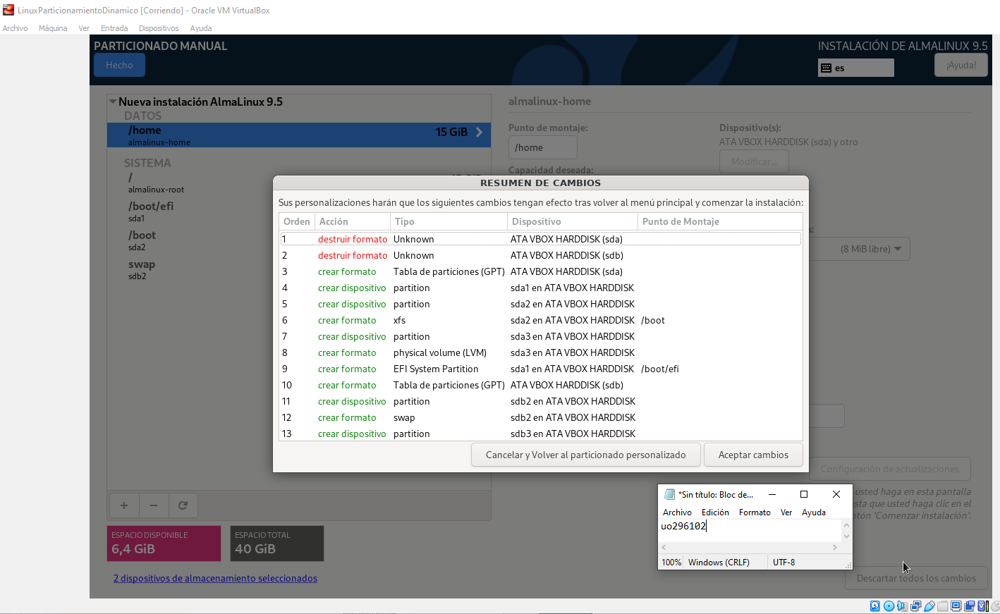 LinuxParticionamientoDinamico [Corriendo] - Oracle VM VirtualBox
Archivo Máquina Ver Entrada Dispositivos Ayuda
PARTICIONADO MANUAL
INSTALACIÓN DE ALMALINUX 9.5
Hecho
es
¡Ayuda!
Nueva instalación AlmaLinux 9.5
DATOS
/home
15 GiB
almalinux-home
SISTEMA
/
almalinux-root
/boot/efi
sda1
/boot
sda2
swap
sdb2
almalinux-home
Punto de montaje:
/home
Capacidad deseada:
Dispositivo(s):
ATA VBOX HARDDISK (sda) y otro
Modificar...
(8 MiB libre)
RESUMEN DE CAMBIOS
Sus personalizaciones harán que los siguientes cambios tengan efecto tras volver al menú principal y comenzar la instalación:
Orden Acción Tipo Dispositivo Punto de Montaje
1 destruir formato Unknown ATA VBOX HARDDISK (sda)
2 destruir formato Unknown ATA VBOX HARDDISK (sdb)
3 crear formato Tabla de particiones (GPT) ATA VBOX HARDDISK (sda)
4 crear dispositivo partition sda1 en ATA VBOX HARDDISK
5 crear dispositivo partition sda2 en ATA VBOX HARDDISK
6 crear formato xfs sda2 en ATA VBOX HARDDISK /boot
7 crear dispositivo partition sda3 en ATA VBOX HARDDISK
8 crear formato physical volume (LVM) sda3 en ATA VBOX HARDDISK
9 crear formato EFI System Partition sda1 en ATA VBOX HARDDISK /boot/efi
10 crear formato Tabla de particiones (GPT) ATA VBOX HARDDISK (sdb)
11 crear dispositivo partition sdb2 en ATA VBOX HARDDISK
12 crear formato swap sdb2 en ATA VBOX HARDDISK
13 crear dispositivo partition sdb3 en ATA VBOX HARDDISK
Cancelar y Volver al particionado personalizado
Aceptar cambios
Configuración de actualizaciones
usted haga en esta pantalla
que usted haga clic en el
'Comenzar instalación'.
*Sin título: Bloc de...
Archivo Edición Formato Ver Ayuda
uo296102
100% Windows (CRLF) UTF-8
ESPACIO DISPONIBLE
6,4 GiB
ESPACIO TOTAL
40 GiB
2 dispositivos de almacenamiento seleccionados
Descartar todos los cambios